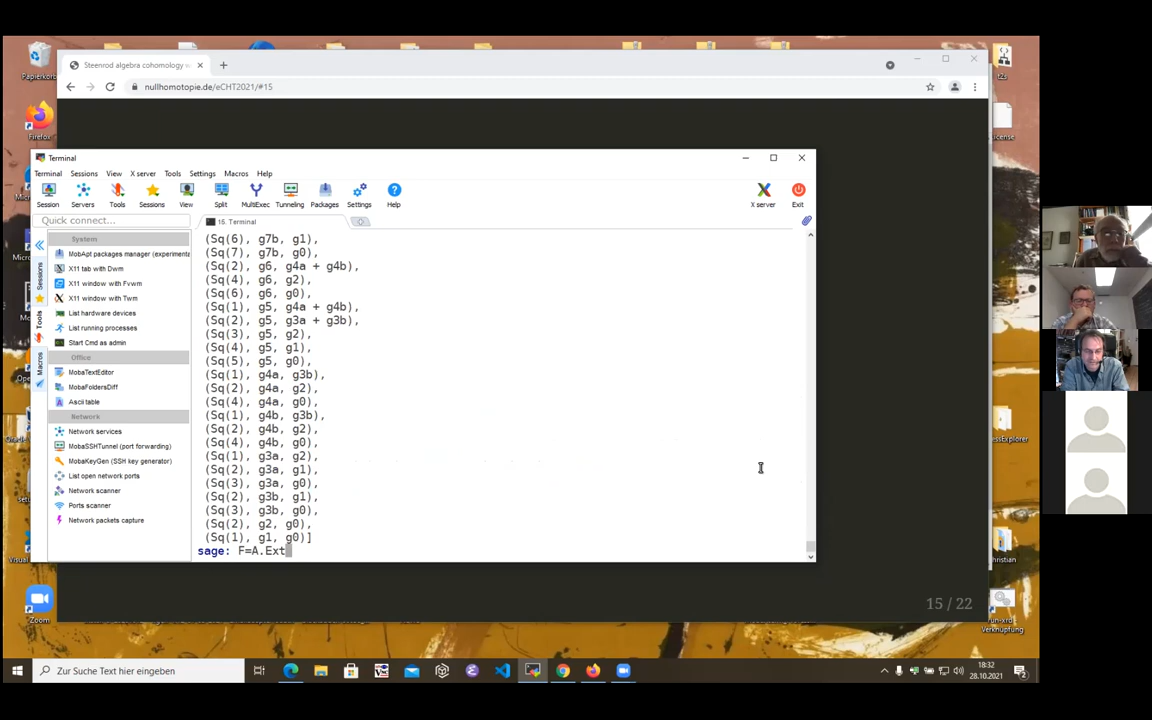 Papierkorb
Steenrod algebra cohomology w
nullhomotopie.de/eCHT2021/#15
t2s
Firefox
Terminal
Terminal Sessions View X server Tools Settings Macros Help
Session Servers Tools Sessions View Split MultiExec Tunneling Packages Settings Help
X server Exit
Quick connect...
15. Terminal
System
MobApt packages manager (experimenta
X11 tab with Dwm
X11 window with Fvwm
X11 window with Twm
List hardware devices
List running processes
Start Cmd as admin
Office
MobaTextEditor
MobaFoldersDiff
Ascii table
Network
Network services
MobaSSHTunnel (port forwarding)
MobaKeyGen (SSH key generator)
List open network ports
Network scanner
Ports scanner
Network packets capture
Sessions
Tools
Macros
(Sq(6), g7b, g1),
(Sq(7), g7b, g0),
(Sq(2), g6, g4a + g4b),
(Sq(4), g6, g2),
(Sq(6), g6, g0),
(Sq(1), g5, g4a + g4b),
(Sq(2), g5, g3a + g3b),
(Sq(3), g5, g2),
(Sq(4), g5, g1),
(Sq(5), g5, g0),
(Sq(1), g4a, g3b),
(Sq(2), g4a, g2),
(Sq(4), g4a, g0),
(Sq(1), g4b, g3b),
(Sq(2), g4b, g2),
(Sq(4), g4b, g0),
(Sq(1), g3a, g2),
(Sq(2), g3a, g1),
(Sq(3), g3a, g0),
(Sq(2), g3b, g1),
(Sq(3), g3b, g0),
(Sq(2), g2, g0),
(Sq(1), g1, g0)]
sage: F=A.Ext
15 / 22
Zoom
Verknüpfung
Zur Suche Text hier eingeben
18:32
28.10.2021